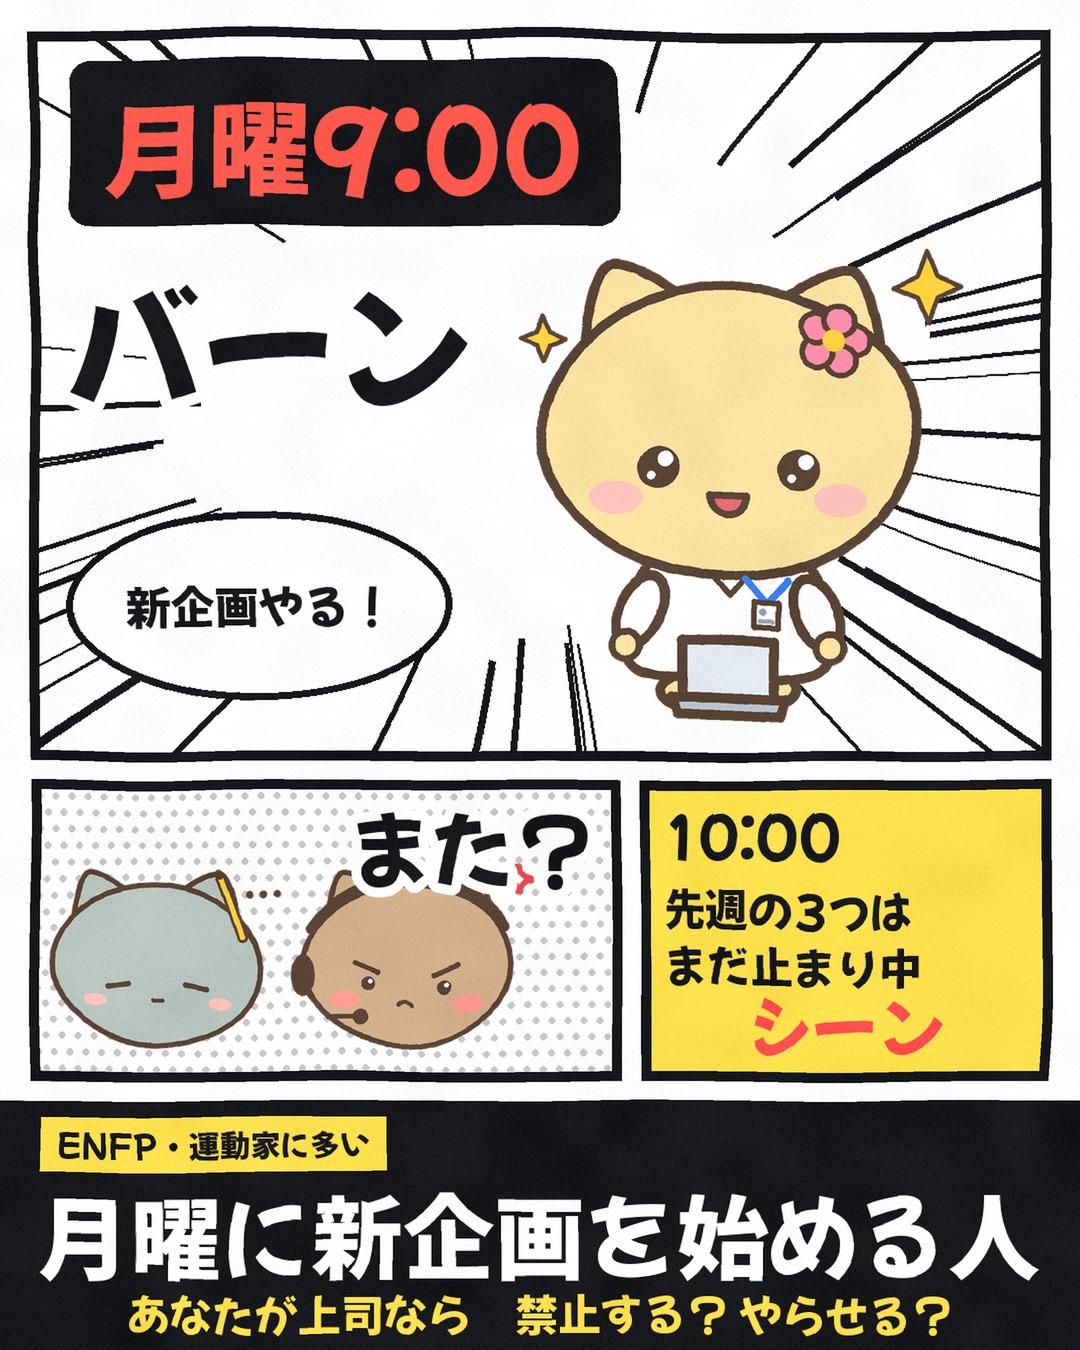 月曜9:00
バーン
新企画やる！
また？
…
10:00
先週の3つは
まだ止まり中
シーン
ENFP・運動家に多い
月曜に新企画を始める人
あなたが上司なら　禁止する？やらせる？